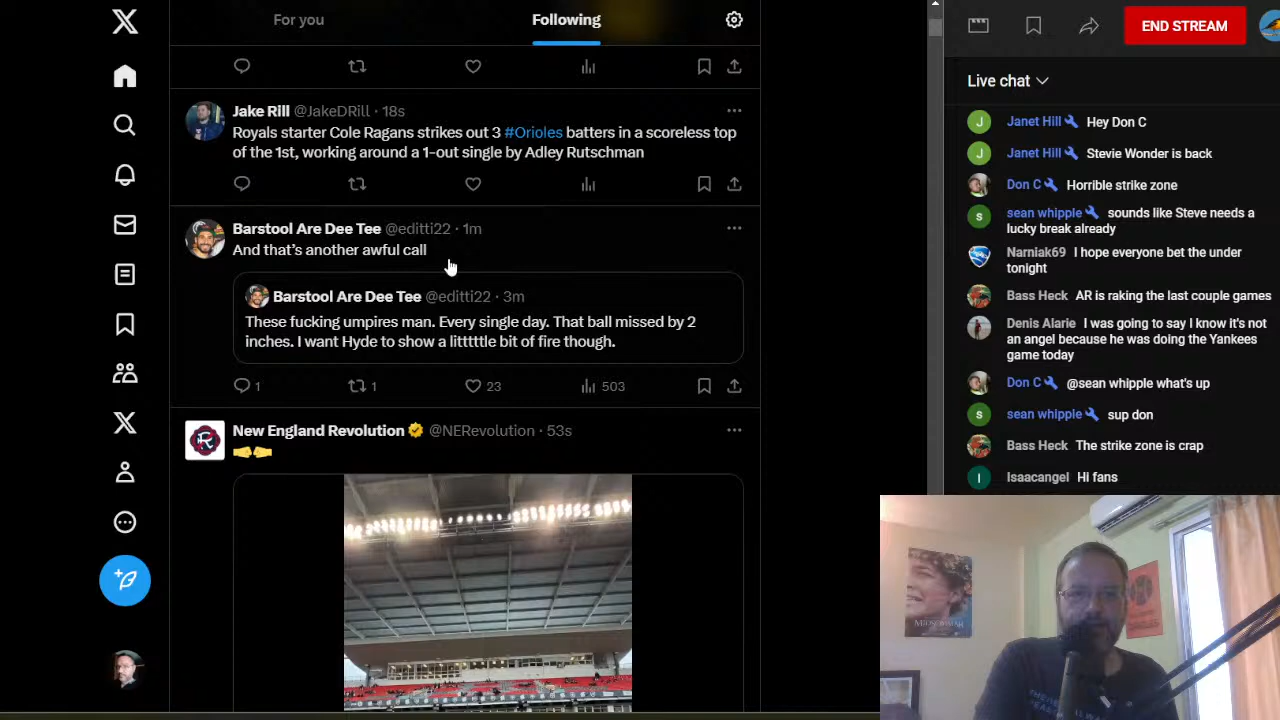 For you
Following
Jake Rill @JakeDRill · 18s
Royals starter Cole Ragans strikes out 3 #Orioles batters in a scoreless top
of the 1st, working around a 1-out single by Adley Rutschman
Barstool Are Dee Tee @editti22 · 1m
And that's another awful call
Barstool Are Dee Tee @editti22 · 3m
These fucking umpires man. Every single day. That ball missed by 2
inches. I want Hyde to show a litttttle bit of fire though.
1
1
23
503
New England Revolution @NERevolution · 53s
END STREAM
Live chat
Janet Hill Hey Don C
Janet Hill Stevie Wonder is back
Don C Horrible strike zone
sean whipple sounds like Steve needs a
lucky break already
Narniak69 I hope everyone bet the under
tonight
Bass Heck AR is raking the last couple games
Denis Alarie I was going to say I know it's not
an angel because he was doing the Yankees
game today
Don C @sean whipple what's up
sean whipple sup don
Bass Heck The strike zone is crap
Isaacangel Hi fans
MIDSOMMAR